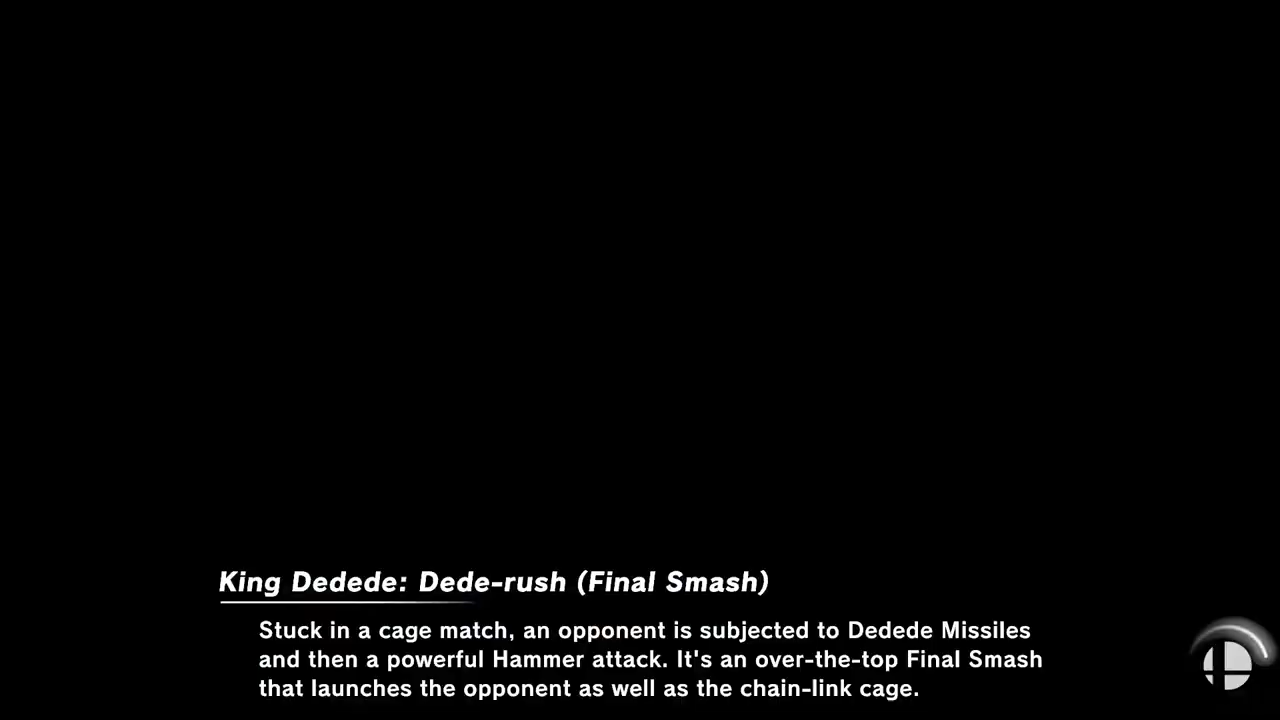 King Dedede: Dede-rush (Final Smash)
Stuck in a cage match, an opponent is subjected to Dedede Missiles
and then a powerful Hammer attack. It's an over-the-top Final Smash
that launches the opponent as well as the chain-link cage.